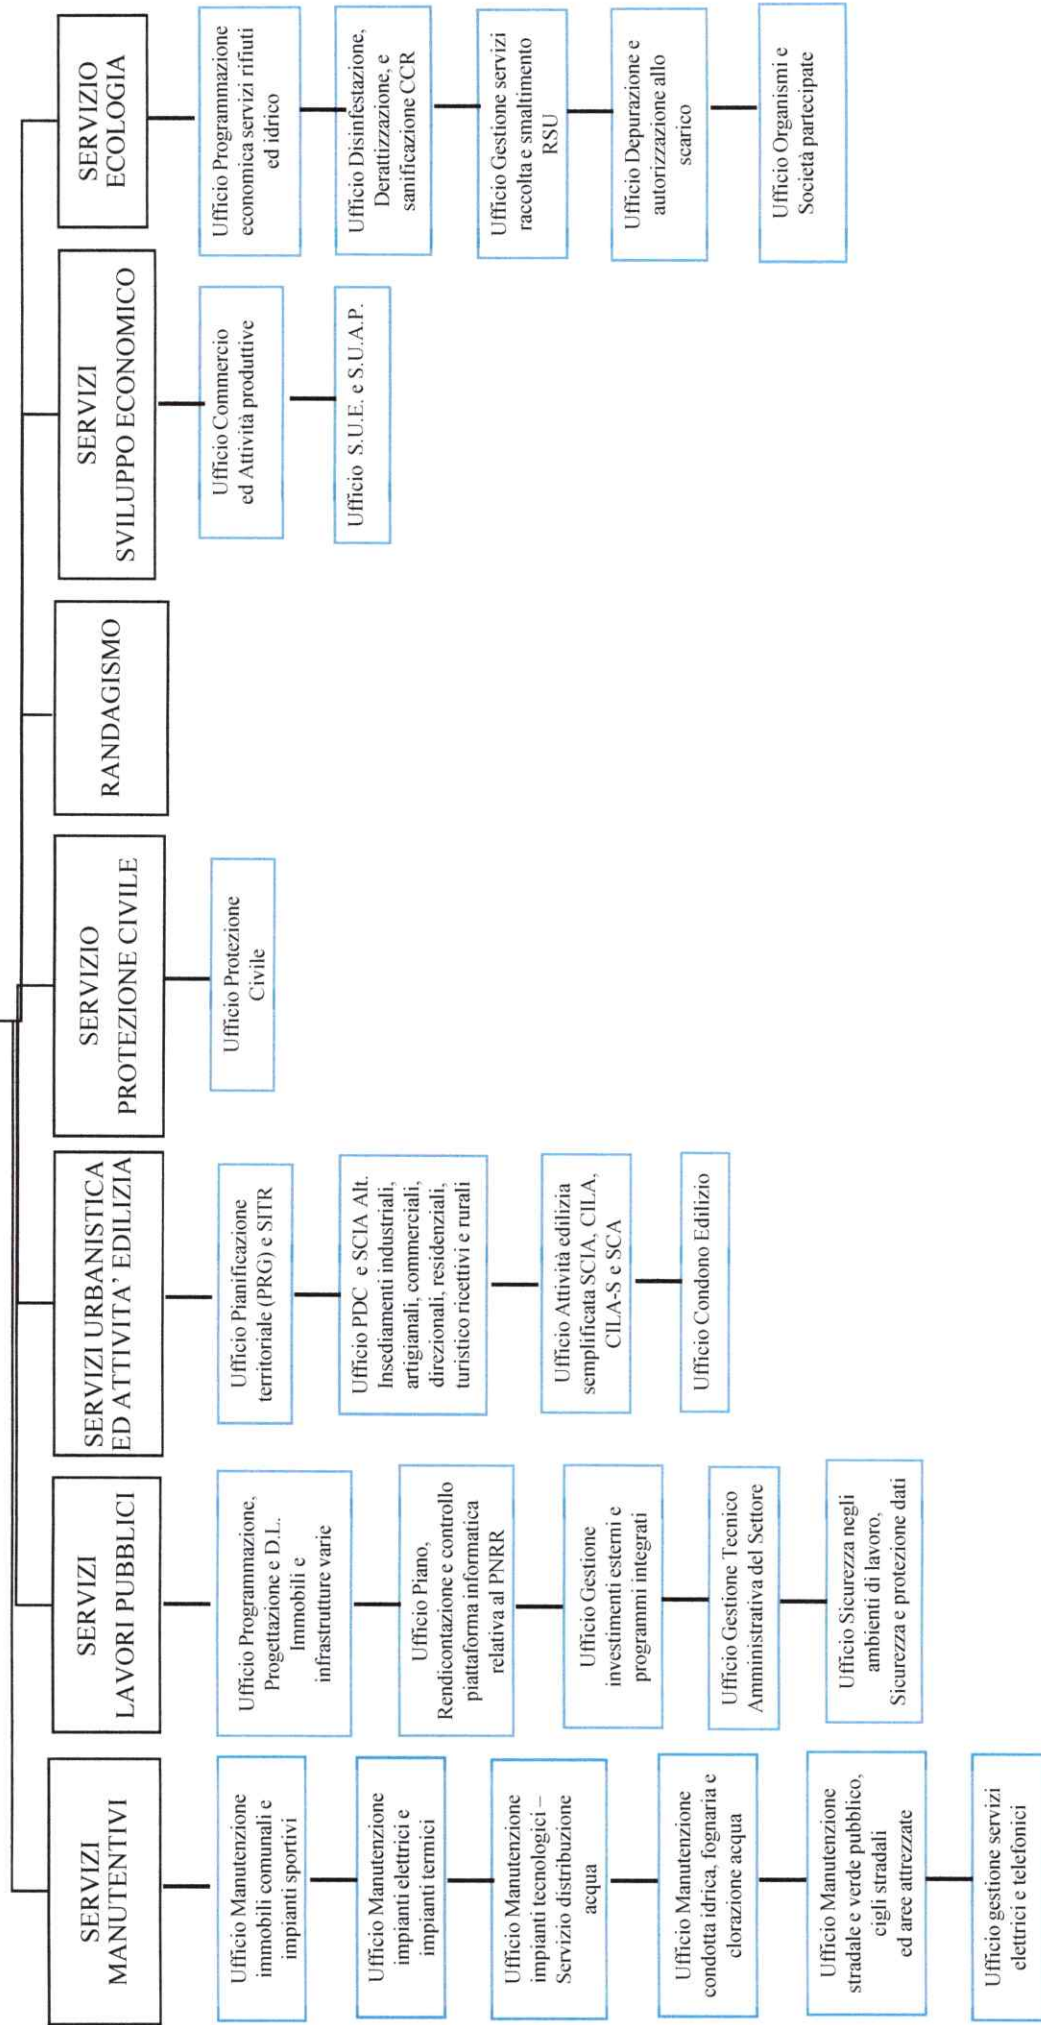 SERVIZI
MANUTENTIVI
Ufficio Manutenzione
immobili comunali e
impianti sportivi
Ufficio Manutenzione
impianti elettrici e
impianti termici
Ufficio Manutenzione
impianti tecnologici –
Servizio distribuzione
acqua
Ufficio Manutenzione
condotta idrica, fognaria e
clorazione acqua
Ufficio Manutenzione
stradale e verde pubblico,
cigli stradali
ed aree attrezzate
Ufficio gestione servizi
elettrici e telefonici
SERVIZI
LAVORI PUBBLICI
Ufficio Programmazione,
Progettazione e D.L.
Immobili e
infrastrutture varie
Ufficio Piano,
Rendicontazione e controllo
piattaforma informatica
relativa al PNRR
Ufficio Gestione
investimenti esterni e
programmi integrati
Ufficio Gestione Tecnico
Amministrativa del Settore
Ufficio Sicurezza negli
ambienti di lavoro,
Sicurezza e protezione dati
SERVIZI URBANISTICA
ED ATTIVITA’ EDILIZIA
Ufficio Pianificazione
territoriale (PRG) e SITR
Ufficio PDC e SCIA Alt.
Insediamenti industriali,
artigianali, commerciali,
direzionali, residenziali,
turistico ricettivi e rurali
Ufficio Attività edilizia
semplificata SCIA, CILA,
CILA-S e SCA
Ufficio Condono Edilizio
SERVIZIO
PROTEZIONE CIVILE
Ufficio Protezione
Civile
RANDAGISMO
SERVIZI
SVILUPPO ECONOMICO
Ufficio Commercio
ed Attività produttive
Ufficio S.U.E. e S.U.A.P.
SERVIZIO
ECOLOGIA
Ufficio Programmazione
economica servizi rifiuti
ed idrico
Ufficio Disinfestazione,
Derattizzazione, e
sanificazione CCR
Ufficio Gestione servizi
raccolta e smaltimento
RSU
Ufficio Depurazione e
autorizzazione allo
scarico
Ufficio Organismi e
Società partecipate